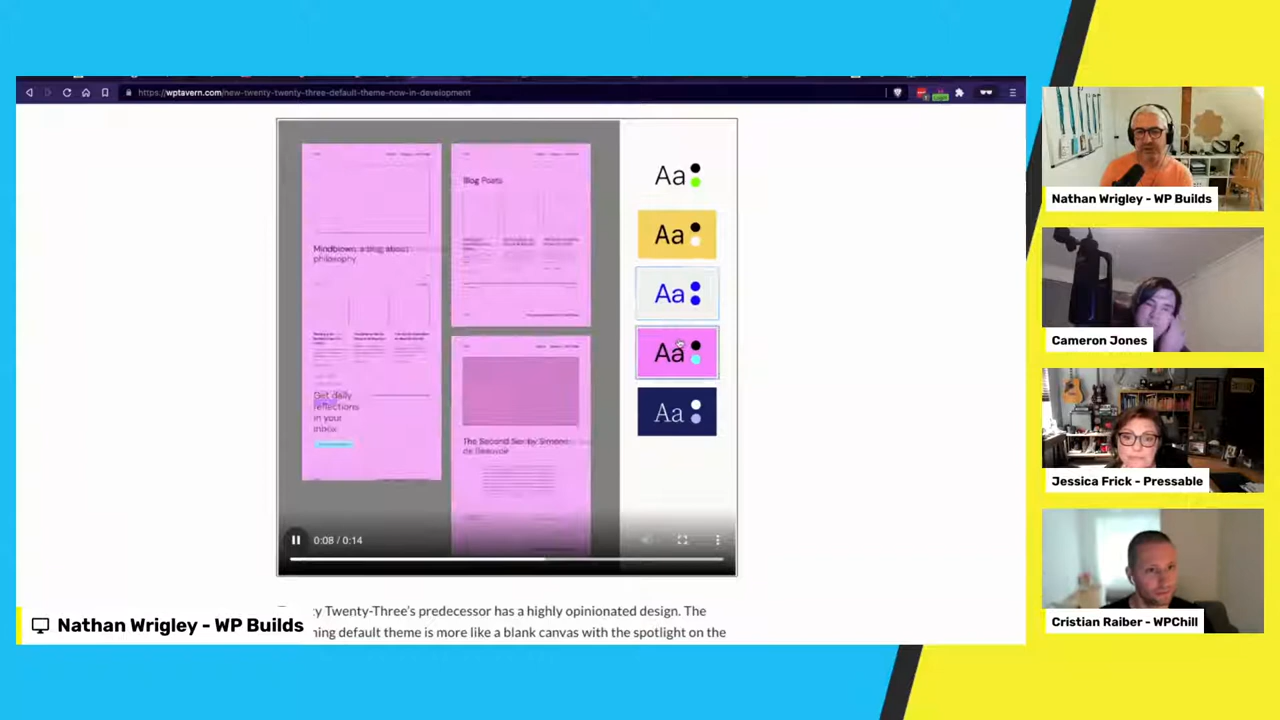 https://wptavern.com/new-twenty-twenty-three-default-theme-now-in-development
Mindblown: a blog about
philosophy
Get daily
reflections
in your
inbox
Blog Posts
The Second Sex by Simone
de Beauvoir
Aa
Aa
Aa
Aa
Aa
0:08 / 0:14
y Twenty-Three's predecessor has a highly opinionated design. The
ning default theme is more like a blank canvas with the spotlight on the
Nathan Wrigley - WP Builds
Nathan Wrigley - WP Builds
Cameron Jones
Jessica Frick - Pressable
Cristian Raiber - WPChill